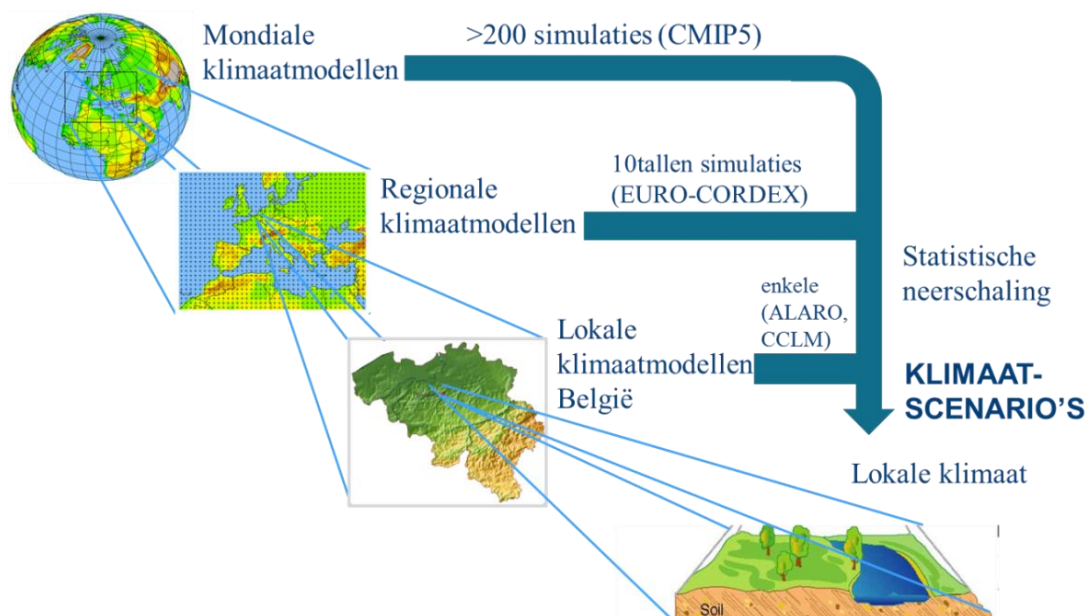 Mondiale
klimaatmodellen
>200 simulaties (CMIP5)
Regionale
klimaatmodellen
10tallen simulaties
(EURO-CORDEX)
Statistische
neerschaling
enkele
(ALARO,
CCLM)
Lokale
klimaatmodellen
België
KLIMAAT-
SCENARIO'S
Lokale klimaat
Soil